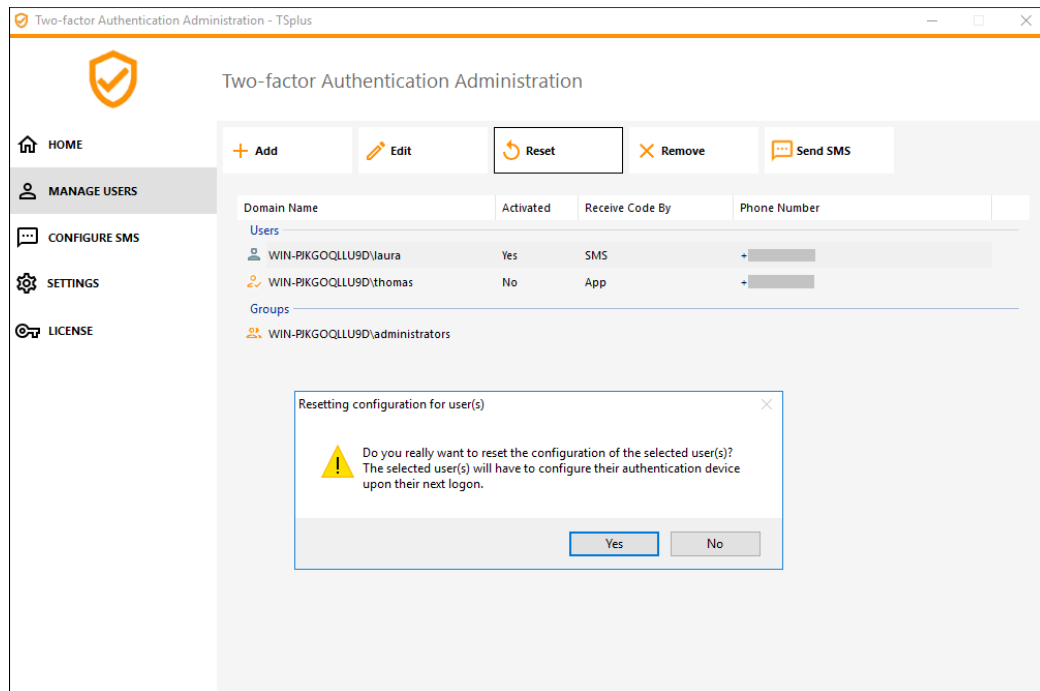 Two-factor Authentication Administration - TSplus
Two-factor Authentication Administration
HOME
MANAGE USERS
CONFIGURE SMS
SETTINGS
LICENSE
Add Edit Reset Remove Send SMS
Domain Name Activated Receive Code By Phone Number
Users
WIN-PJKGOQLLU9D\laura Yes SMS +
WIN-PJKGOQLLU9D\thomas No App +
Groups
WIN-PJKGOQLLU9D\administrators
Resetting configuration for user(s)
Do you really want to reset the configuration of the selected user(s)?
The selected user(s) will have to configure their authentication device
upon their next logon.
Yes No